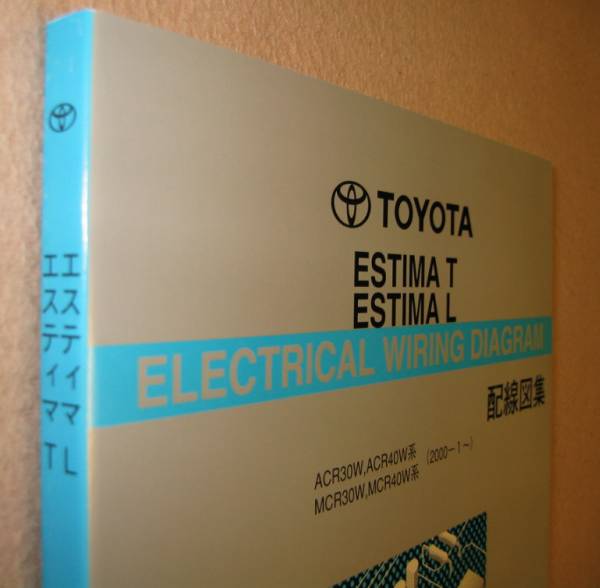 TOYOTA
ESTIMA T
ESTIMA L
ELECTRICAL WIRING DIAGRAM
配線図集
ACR30W,ACR40W系 (2000－1～)
MCR30W,MCR40W系
エスティマ L
エスティマ T